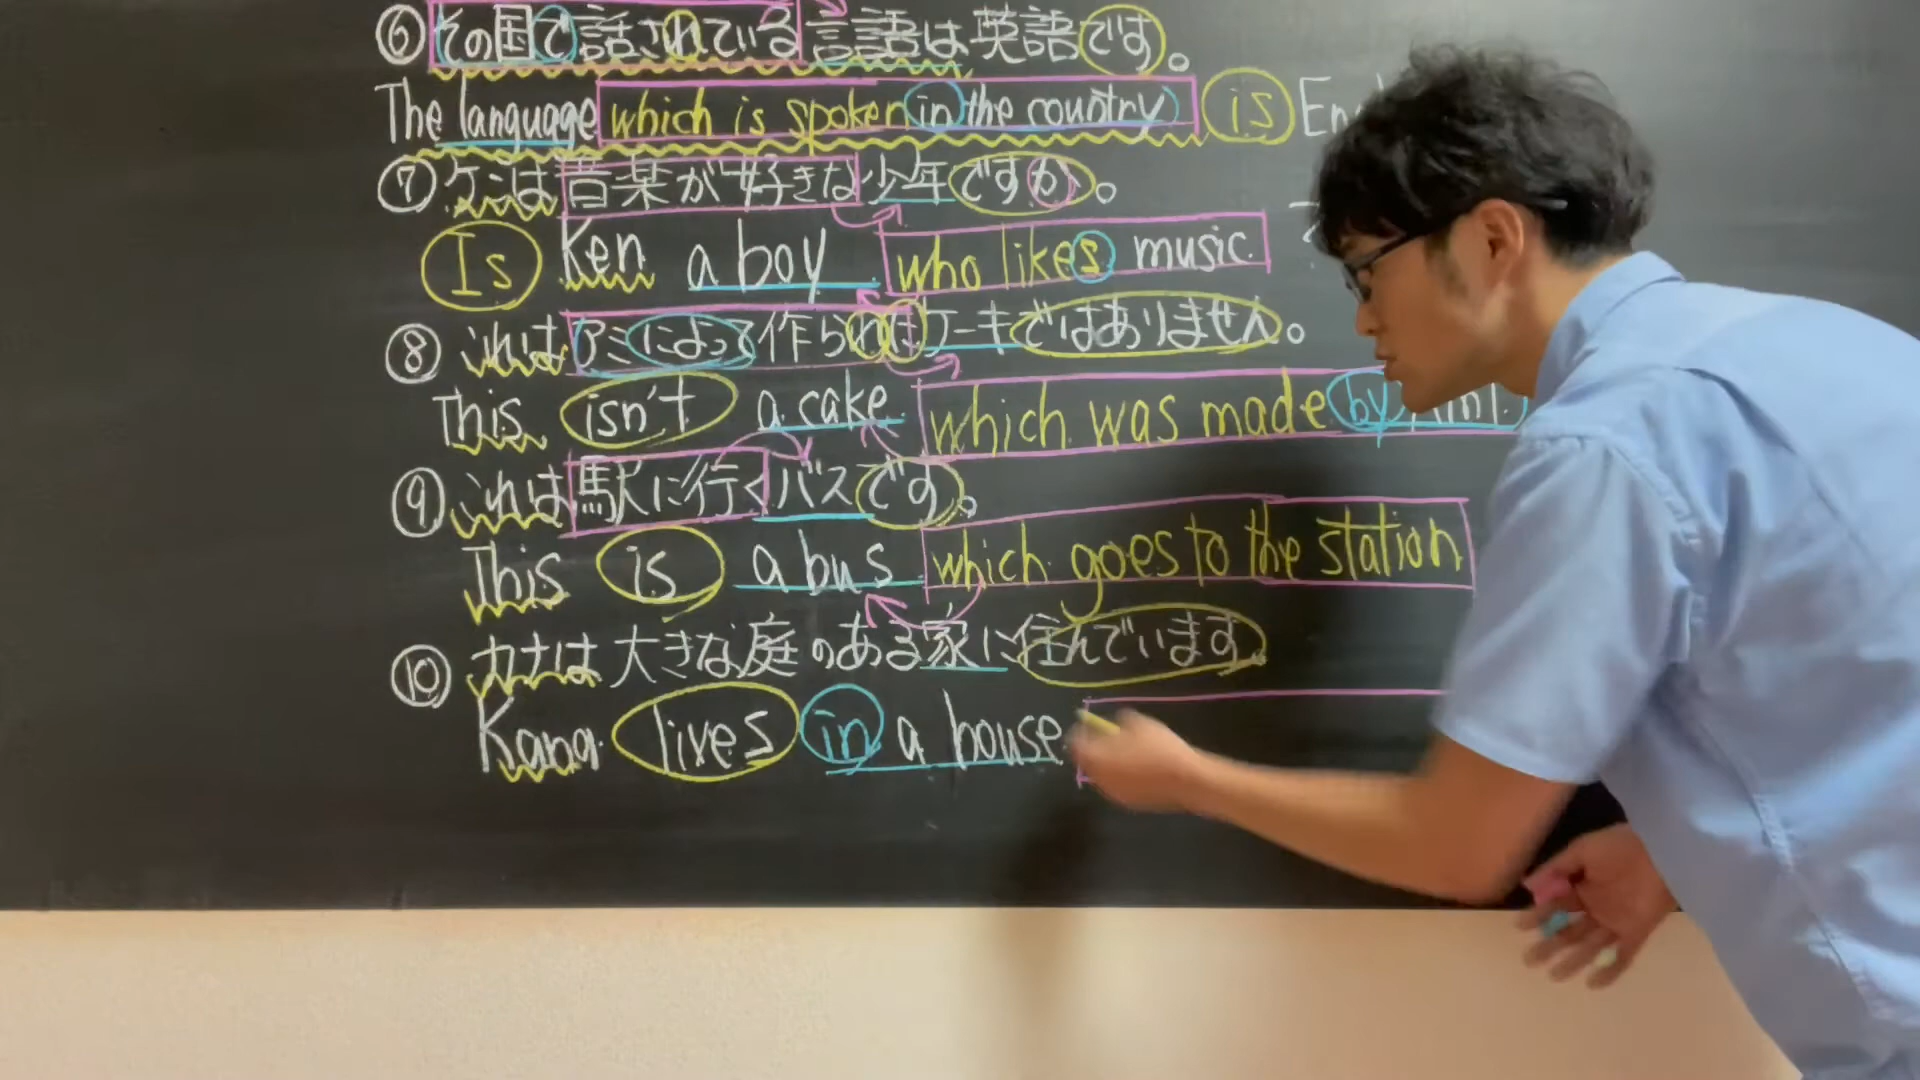 ⑥ その国で話されている言語は英語です。
The language which is spoken in the country is En
⑦ ケンは音楽が好きな少年ですか。
Is Ken a boy who likes music
⑧ これはアミによって作られたケーキではありません。
This isn't a cake which was made by Ami.
⑨ これは駅に行くバスです。
This is a bus which goes to the station
⑩ カナは大きな庭のある家に住んでいます。
Kana lives in a house